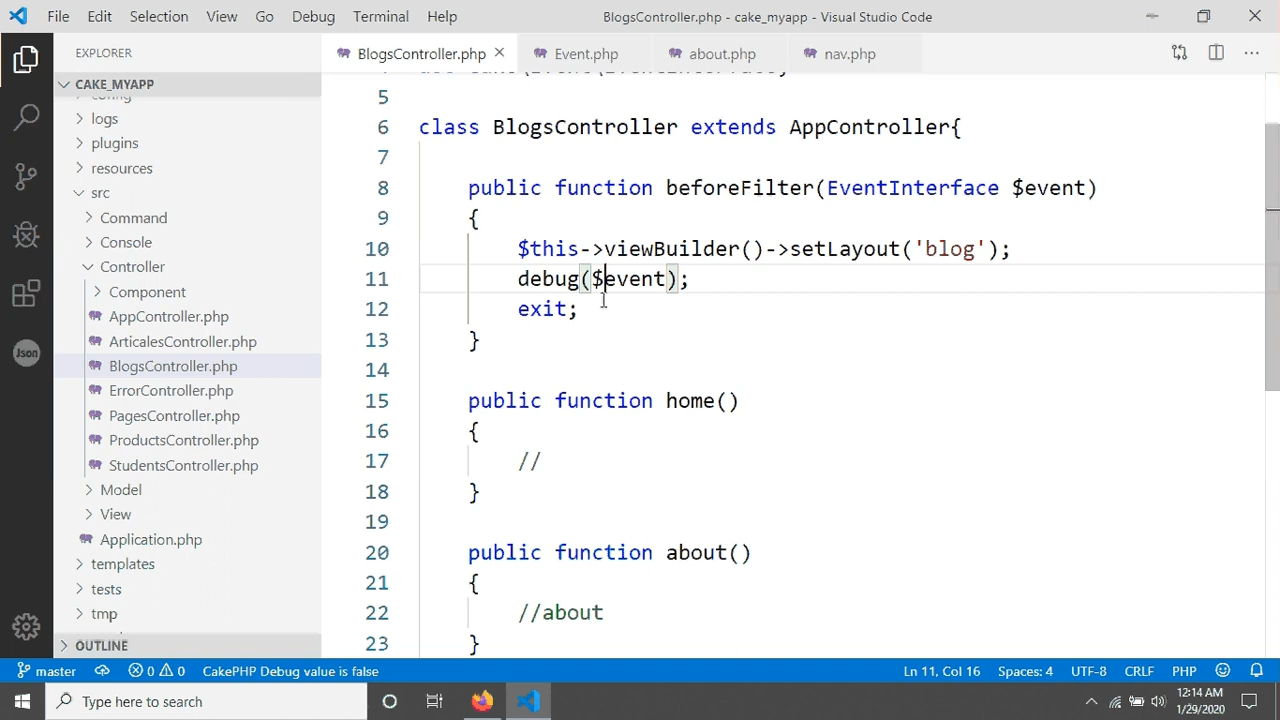 File Edit Selection View Go Debug Terminal Help BlogsController.php - cake_myapp - Visual Studio Code
EXPLORER
BlogsController.php
Event.php
about.php
nav.php
CAKE_MYAPP
config
logs
plugins
resources
src
Command
Console
Controller
Component
AppController.php
ArticalesController.php
BlogsController.php
ErrorController.php
PagesController.php
ProductsController.php
StudentsController.php
Model
View
Application.php
templates
tests
tmp
OUTLINE
Json
5
6 class BlogsController extends AppController{
7
8 public function beforeFilter(EventInterface $event)
9 {
10 $this->viewBuilder()->setLayout('blog');
11 debug($event);
12 exit;
13 }
14
15 public function home()
16 {
17 //
18 }
19
20 public function about()
21 {
22 //about
23 }
master 0 0 CakePHP Debug value is false Ln 11, Col 16 Spaces: 4 UTF-8 CRLF PHP
Type here to search
12:14 AM
1/29/2020